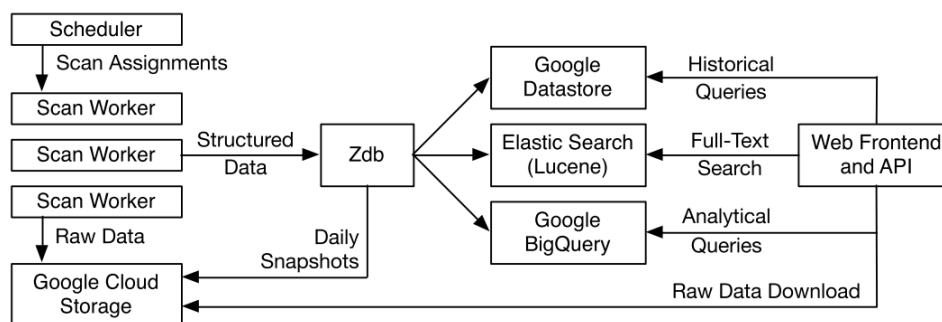 Scheduler
Scan Assignments
Scan Worker
Scan Worker
Scan Worker
Raw Data
Google Cloud
Storage
Structured
Data
Zdb
Daily
Snapshots
Google
Datastore
Elastic Search
(Lucene)
Google
BigQuery
Historical
Queries
Full-Text
Search
Analytical
Queries
Raw Data Download
Web Frontend
and API